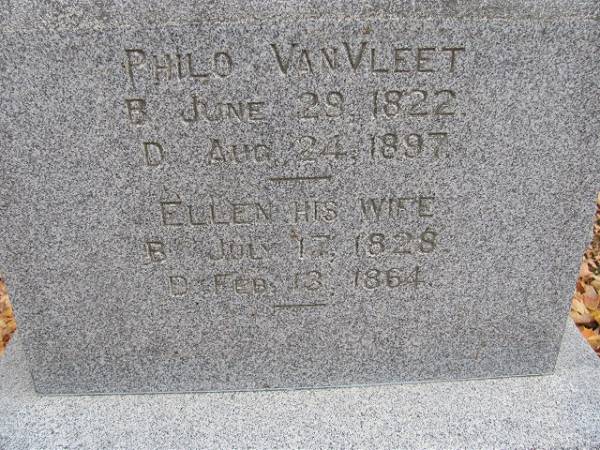 PHILO VANVLEET
B. JUNE 29, 1822.
D. AUG. 24, 1897.
ELLEN HIS WIFE
B. JULY 17, 1828.
D. FEB. 13, 1864.